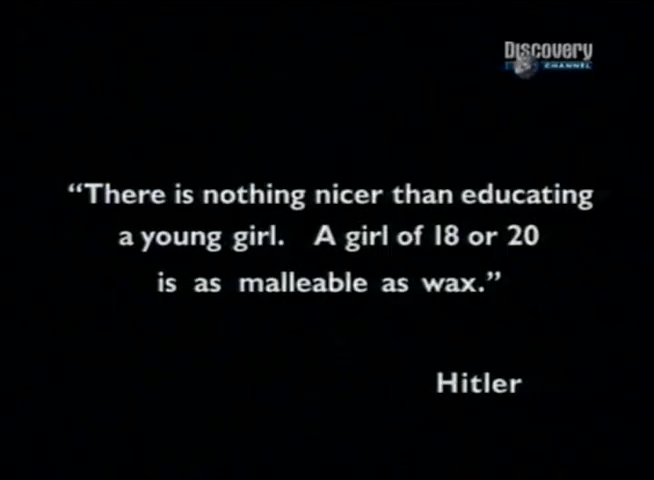 Discovery
CHANNEL
“There is nothing nicer than educating
a young girl. A girl of 18 or 20
is as malleable as wax.”
Hitler